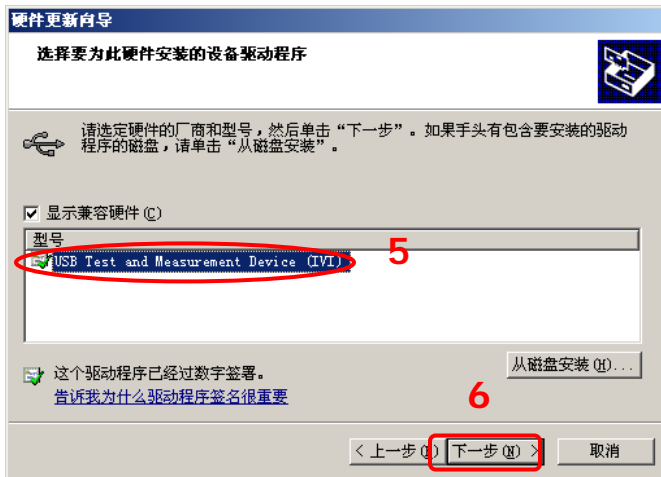 硬件更新向导
选择要为此硬件安装的设备驱动程序
请选定硬件的厂商和型号，然后单击“下一步”。如果手头有包含要安装的驱动
程序的磁盘，请单击“从磁盘安装”。
显示兼容硬件(C)
型号
5
USB Test and Measurement Device (IVI)
这个驱动程序已经过数字签署。
从磁盘安装(H)...
告诉我为什么驱动程序签名很重要
6
< 上一步(B) 下一步(N) > 取消